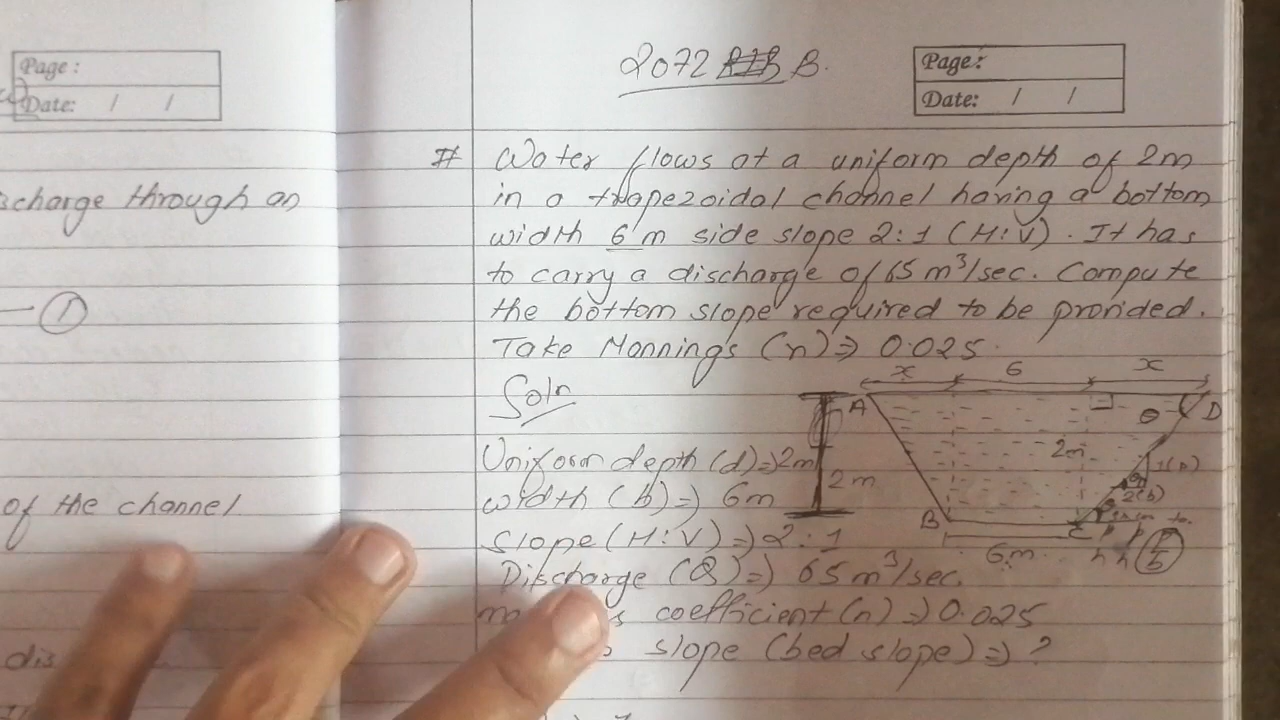 Page:
Date: / /
scharge through an
①
of the channel
dis
2072 B.
Page:
Date: / /
# Water flows at a uniform depth of 2m
in a trapezoidal channel having a bottom
width 6 m side slope 2:1 (H:V). It has
to carry a discharge of 65 m³/sec. Compute
the bottom slope required to be provided.
Take Manning's (n) => 0.025
Soln
x 6 x
A θ D
2m
2 m
1(p)
2(b)
B C
6m
p
b
Uniform depth (d) => 2m
width (b) => 6m
slope (H:V) => 2:1
Discharge (Q) => 65 m³/sec.
coefficient (n) => 0.025
slope (bed slope) => ?